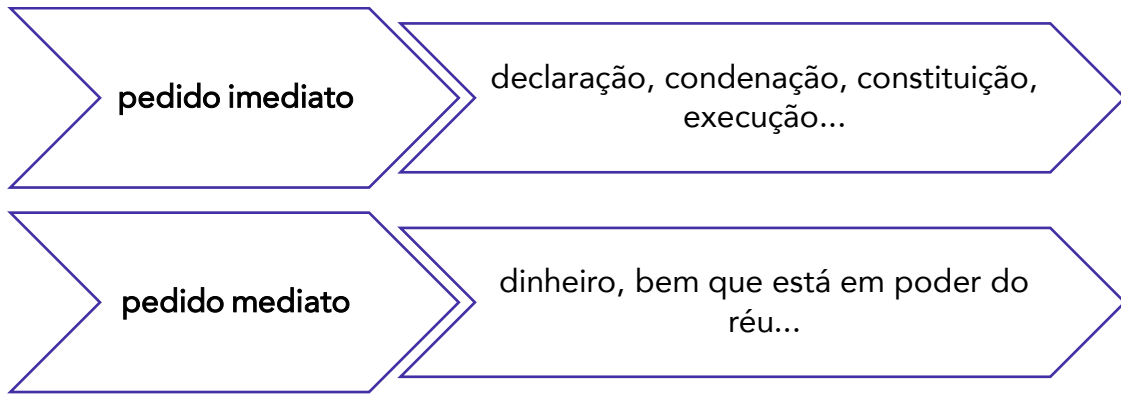 pedido imediato
declaração, condenação, constituição,
execução...
pedido mediato
dinheiro, bem que está em poder do
réu...